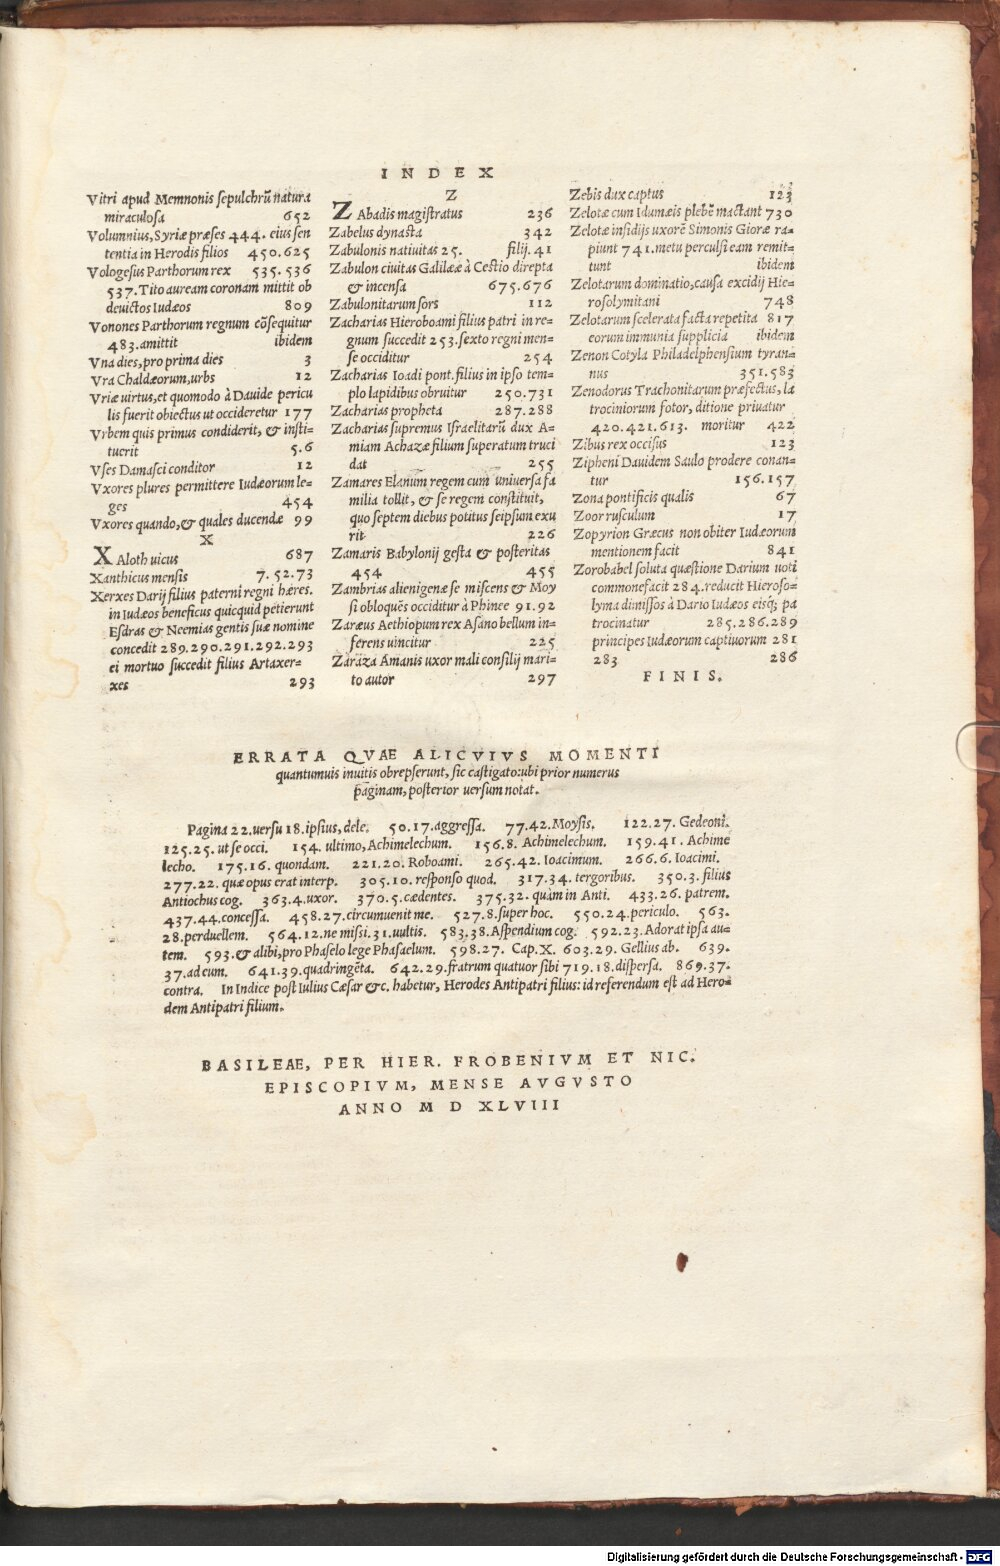 INDEX
Vitri apud Memnonis ſepulchrũ natura
miraculoſa 652
Volumnius, Syriæ præſes 444. eius ſen
tentia in Herodis filios 450.625
Vologeſus Parthorum rex 535. 536
537. Tito auream coronam mittit ob
deuictos Iudæos 809
Vonones Parthorum regnum cõſequitur
483. amittit ibidem
Vna dies, pro prima dies 3
Vra Chaldæorum, urbs 12
Vriæ uirtus, et quomodo à Dauide pericu
lis fuerit obiectus ut occideretur 177
Vrbem quis primus condiderit, & inſti-
tuerit 5.6
Vſes Damaſci conditor 12
Vxores plures permittere Iudæorum le-
ges 454
Vxores quando, & quales ducendæ 99
X
XAloth uicus 687
Xanthicus menſis 7. 52. 73
Xerxes Darij filius paterni regni hæres.
in Iudæos beneficus quicquid petierunt
Eſdras & Neemias gentis ſuæ nomine
concedit 289.290.291.292.293
ei mortuo ſuccedit filius Artaxer-
xes 293
Z
ZAbadis magiſtratus 236
Zabelus dynaſta 342
Zabulonis natiuitas 25. filij. 41
Zabulon ciuitas Galilææ à Ceſtio direpta
& incenſa 675.676
Zabulonitarum ſors 112
Zacharias Hieroboami filius patri in re-
gnum ſuccedit 253. ſexto regni men-
ſe occiditur 254
Zacharias Ioadi pont. filius in ipſo tem-
plo lapidibus obruitur 250.731
Zacharias propheta 287.288
Zacharias ſupremus Iſraelitarũ dux A-
miam Achazæ filium ſuperatum truci
dat 255
Zamares Elanum regem cum uniuerſa fa
milia tollit, & ſe regem conſtituit,
quo ſeptem diebus potitus ſeipſum exu
rit 226
Zamaris Babylonij geſta & poſteritas
454 455
Zambrias alienigenæ ſe miſcens & Moy
ſi obloquẽs occiditur à Phinee 91.92
Zaræus Aethiopum rex Aſano bellum in-
ferens uincitur 225
Zaraza Amanis uxor mali conſilij mari-
to autor 297
Zebis dux captus 123
Zelotæ cum Idumæis plebẽ mactant 730
Zelotæ inſidijs uxorẽ Simonis Gioræ ra-
piunt 741. metu perculſi eam remit-
tunt ibidem
Zelotarum dominatio, cauſa excidij Hie-
roſolymitani 748
Zelotarum ſcelerata facta repetita 817
eorum immunia ſupplicia ibidem
Zenon Cotyla Philadelphenſium tyran-
nus 351.583
Zenodorus Trachonitarum præfectus, la
trociniorum fotor, ditione priuatur
420.421.613. moritur 422
Zibus rex occiſus 123
Zipheni Dauidem Saulo prodere conan-
tur 156.157
Zona pontificis qualis 67
Zoor ruſculum 17
Zopyrion Græcus non obiter Iudæorum
mentionem facit 841
Zorobabel ſoluta quæſtione Darium uoti
commonefacit 284. reducit Hieroſo-
lyma dimiſſos à Dario Iudæos eisq́; pa
trocinatur 285.286.289
principes Iudæorum captiuorum 281
283 286
FINIS.
ERRATA QVAE ALICVIVS MOMENTI
quantumuis inuitis obrepſerunt, ſic caſtigato: ubi prior numerus
paginam, poſterior uerſum notat.
Pagina 22. uerſu 18. ipſius, dele. 50.17. aggreſſa. 77.42. Moyſis. 122.27. Gedeoni.
125.25. ut ſe occi. 154. ultimo, Achimelechum. 156.8. Achimelechum. 159.41. Achime
lecho. 175.16. quondam. 221.20. Roboami. 265.42. Ioacimum. 266.6. Ioacimi.
277.22. quæ opus erat interp. 305.10. reſponſo quod. 317.34. tergoribus. 350.3. filius
Antiochus cog. 363.4. uxor. 370.5. cædentes. 375.32. quàm in Anti. 433.26. patrem.
437.44. conceſſa. 458.27. circumuenit me. 527.8. ſuper hoc. 550.24. periculo. 563.
28. perduellem. 564.12. ne miſſi. 31. uultis. 583.38. Aſpendium cog. 592.23. Adorat ipſa au-
tem. 593. & alibi, pro Phaſelo lege Phaſaelum. 598.27. Cap. X. 603.29. Gellius ab. 639.
37. ad eum. 641.39. quadringẽta. 642.29. fratrum quatuor ſibi 719.18. diſperſa. 869.37.
contra. In Indice poſt Iulius Cæſar &c. habetur, Herodes Antipatri filius: id referendum eſt ad Hero-
dem Antipatri filium.
BASILEAE, PER HIER. FROBENIVM ET NIC.
EPISCOPIVM, MENSE AVGVSTO
ANNO M D XLVIII
Digitalisierung gefördert durch die Deutsche Forschungsgemeinschaft - DFG